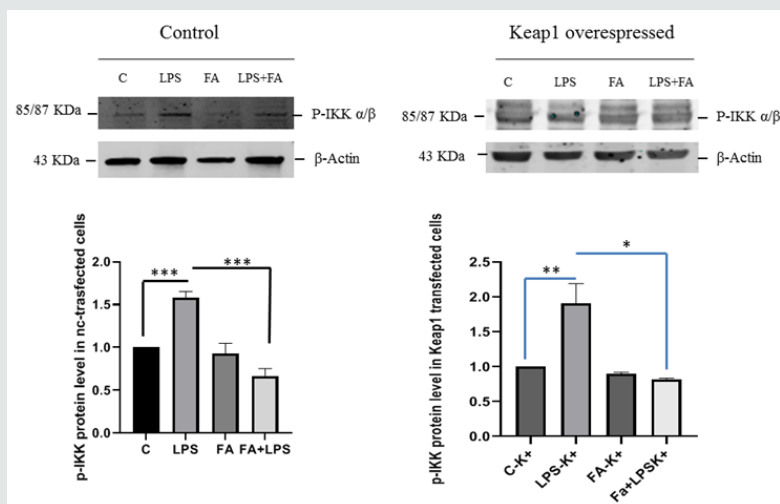 Control
C LPS FA LPS+FA
85/87 KDa
P-IKK α/β
43 KDa
β-Actin
p-IKK protein level in nc-trasfected cells
2.0
1.5
1.0
0.5
0.0
*** ***
C LPS FA FA+LPS
Keap1 overespressed
C LPS FA LPS+FA
85/87 KDa
P-IKK α/β
43 KDa
β-Actin
p-IKK protein level in Keap1 transfected cells
2.5
2.0
1.5
1.0
0.5
0.0
*
**
C-K+ LPS-K+ FA-K+ Fa+LPSK+